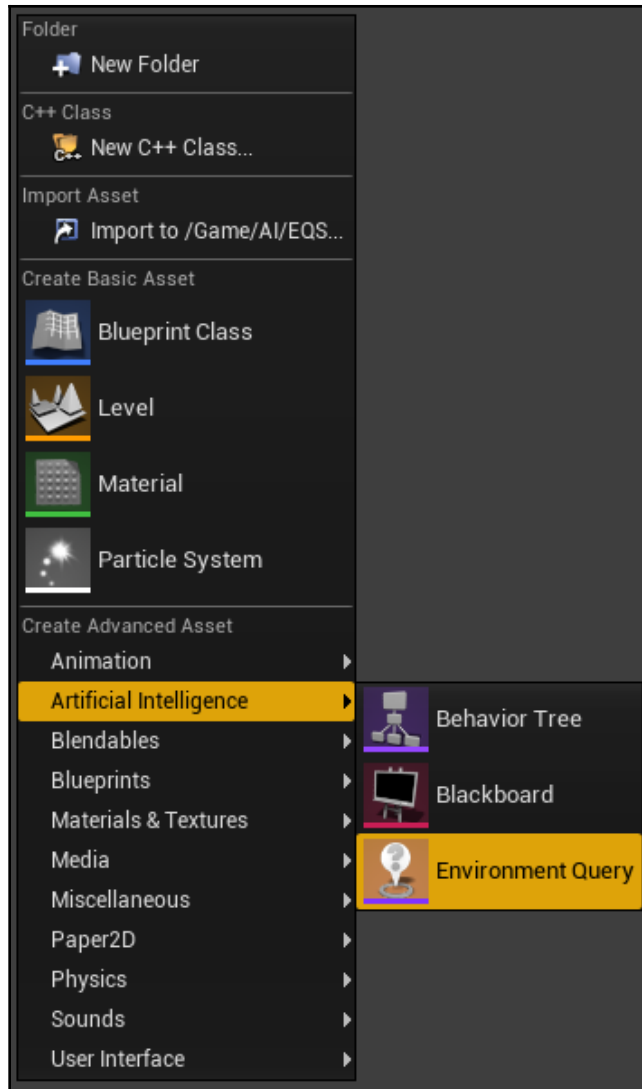 Folder
New Folder
C++ Class
C++
New C++ Class...
Import Asset
Import to /Game/AI/EQS...
Create Basic Asset
Blueprint Class
Level
Material
Particle System
Create Advanced Asset
Animation
Artificial Intelligence
Blendables
Blueprints
Materials & Textures
Media
Miscellaneous
Paper2D
Physics
Sounds
User Interface
Behavior Tree
Blackboard
?
Environment Query